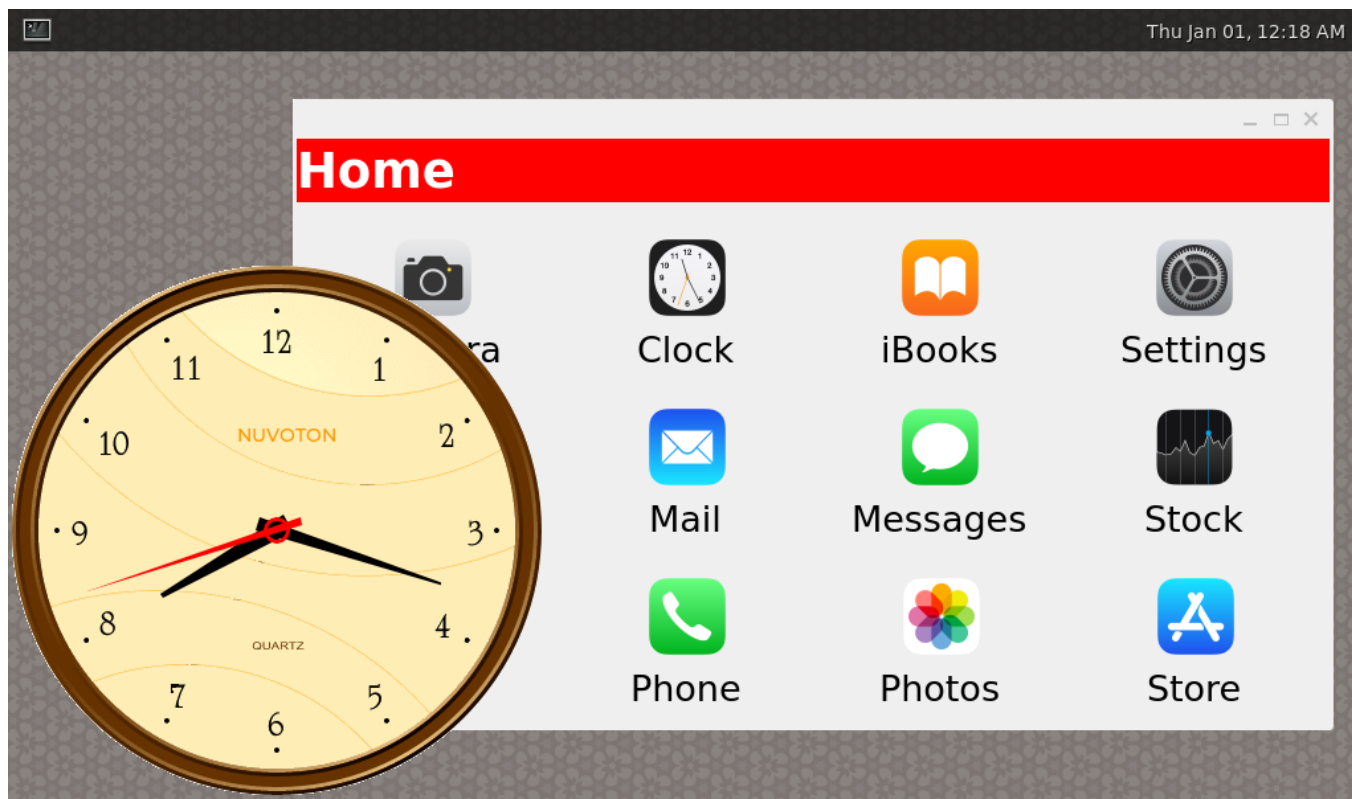 Thu Jan 01, 12:18 AM
Home
ra
Clock
iBooks
Settings
12
11
1
NUVOTON
10
2
9
3
8
4
QUARTZ
7
5
6
Mail
Messages
Stock
Phone
Photos
Store